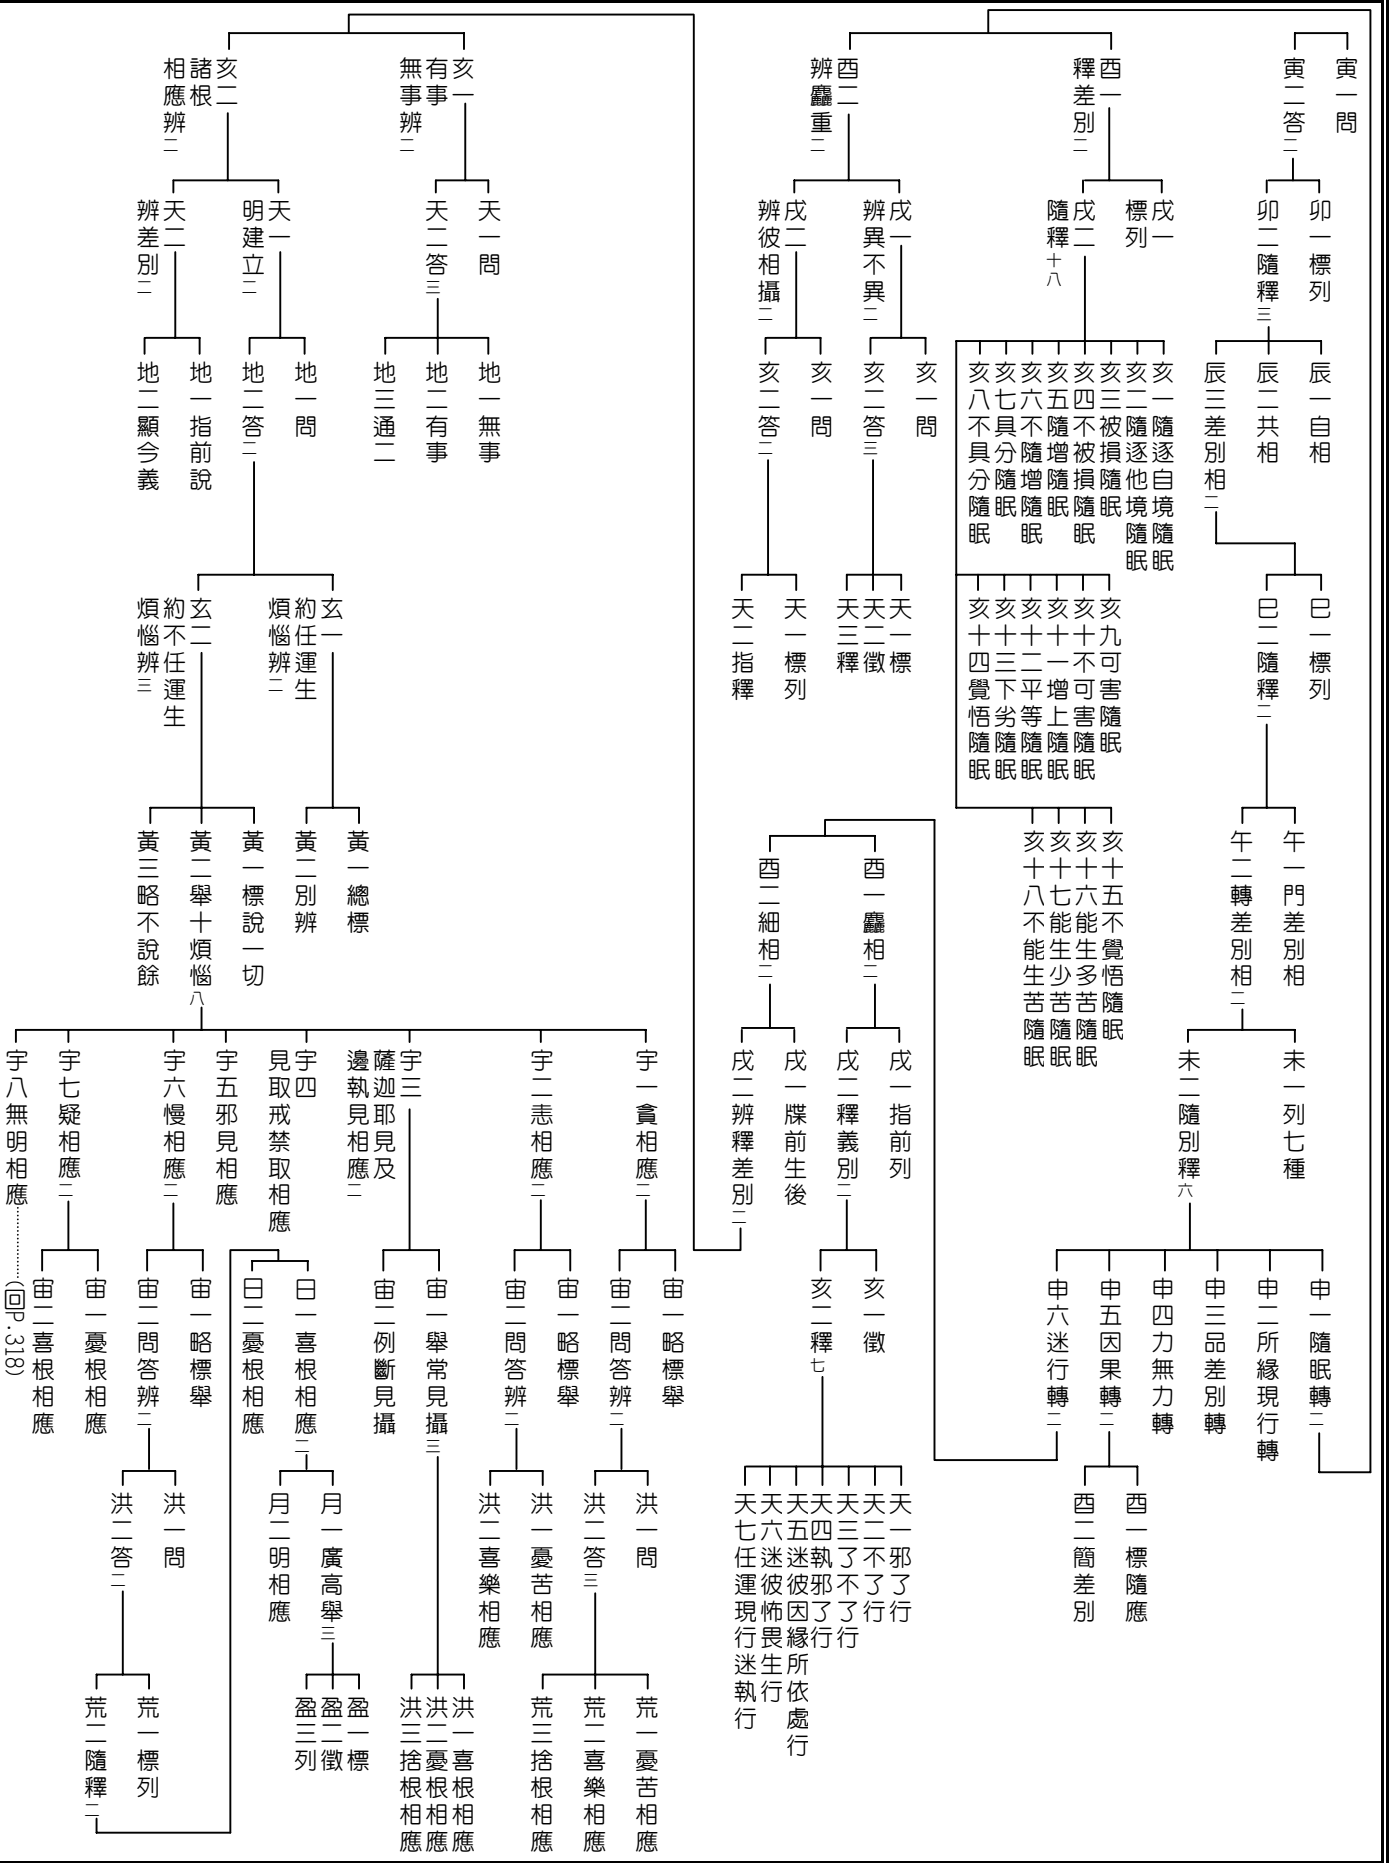 寅一問
寅二答二
卯一標列
卯二隨釋三
辰一自相
辰二共相
辰三差別相二
巳一標列
巳二隨釋二
午一門差別相
午二轉差別相二
未一列七種
未二隨別釋六
申一隨眠轉二
申二所緣現行轉
申三品差別轉
申四力無力轉
申五因果轉二
申六迷行轉二
酉一標隨應
酉二簡差別
酉一
釋差別二
酉二
辨麤重二
戌一
標列
戌二
隨釋十八
亥一隨逐自境隨眠
亥二隨逐他境隨眠
亥三被損隨眠
亥四不被損隨眠
亥五隨增隨眠
亥六不隨增隨眠
亥七具分隨眠
亥八不具分隨眠
亥九可害隨眠
亥十不可害隨眠
亥十一增上隨眠
亥十二平等隨眠
亥十三下劣隨眠
亥十四覺悟隨眠
亥十五不覺悟隨眠
亥十六能生多苦隨眠
亥十七能生少苦隨眠
亥十八不能生苦隨眠
戌一
辨異不異二
戌二
辨彼相攝二
亥一問
亥二答三
天一標
天二徵
天三釋
亥一問
亥二答二
天一標列
天二指釋
酉一麤相二
酉二細相二
戌一指前列
戌二釋義別二
亥一徵
亥二釋七
天一邪了行
天二不了行
天三了不了行
天四執邪了行
天五迷彼因緣所依處行
天六迷彼怖畏生行
天七任運現行迷執行
戌一牒前生後
戌二辨釋差別二
亥一
有事
無事辨二
亥二
諸根
相應辨二
天一問
天二答三
地一無事
地二有事
地三通二
天一
明建立二
天二
辨差別二
地一問
地二答二
地一指前說
地二顯今義
玄一
約任運生
煩惱辨二
玄二
約不任運生
煩惱辨三
黃一總標
黃二別辨
黃一標說一切
黃二舉十煩惱八
黃三略不說餘
宇一貪相應二
宇二恚相應二
宇三
薩迦耶見及
邊執見相應二
宇四
見取戒禁取相應
宇五邪見相應
宇六慢相應二
宇七疑相應二
宇八無明相應…………(回P.318)
宙一略標舉
宙二問答辨二
洪一問
洪二答三
荒一憂苦相應
荒二喜樂相應
荒三捨根相應
宙一略標舉
宙二問答辨二
洪一憂苦相應
洪二喜樂相應
宙一舉常見攝三
宙二例斷見攝
洪一喜根相應
洪二憂根相應
洪三捨根相應
日一喜根相應二
日二憂根相應
月一廣高舉三
月二明相應
盈一標
盈二徵
盈三列
宙一略標舉
宙二問答辨二
洪一問
洪二答二
荒一標列
荒二隨釋二
宙一憂根相應
宙二喜根相應